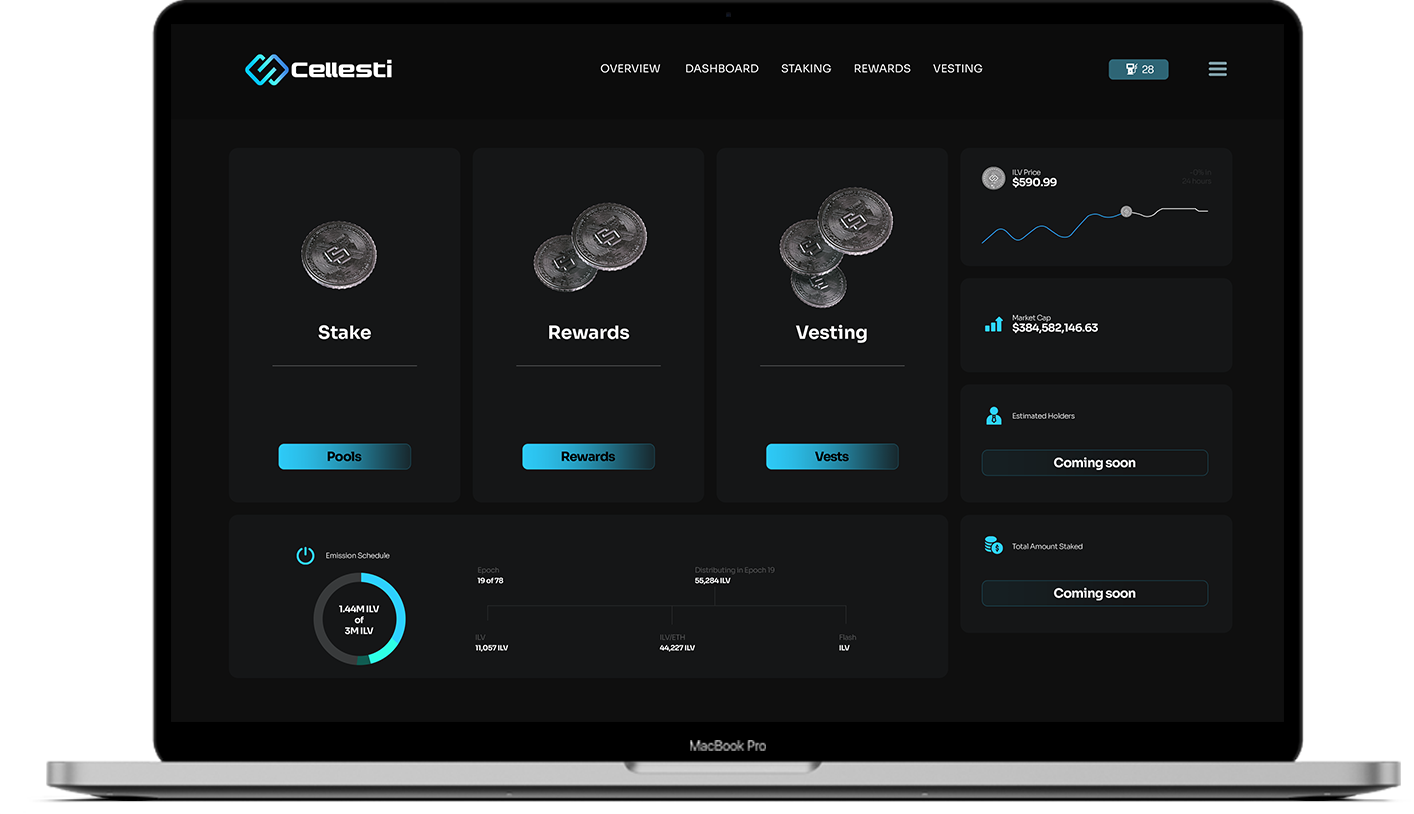 Cellesti
OVERVIEW DASHBOARD STAKING REWARDS VESTING
28
Stake
Pools
Rewards
Rewards
Vesting
Vests
ILV Price
$590.99
-0% in
24 hours
Market Cap
$384,582,146.63
Estimated Holders
Coming soon
Total Amount Staked
Coming soon
Emission Schedule
1.44M ILV
of
3M ILV
Epoch
19 of 78
Distributing in Epoch 19
55,284 ILV
ILV
11,057 ILV
ILV/ETH
44,227 ILV
Flash
ILV
MacBook Pro